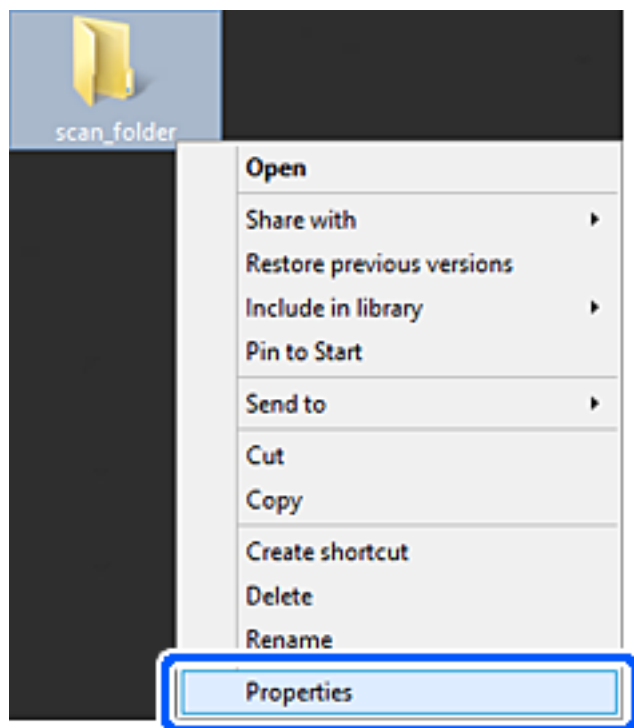 scan_folder
Open
Share with
Restore previous versions
Include in library
Pin to Start
Send to
Cut
Copy
Create shortcut
Delete
Rename
Properties